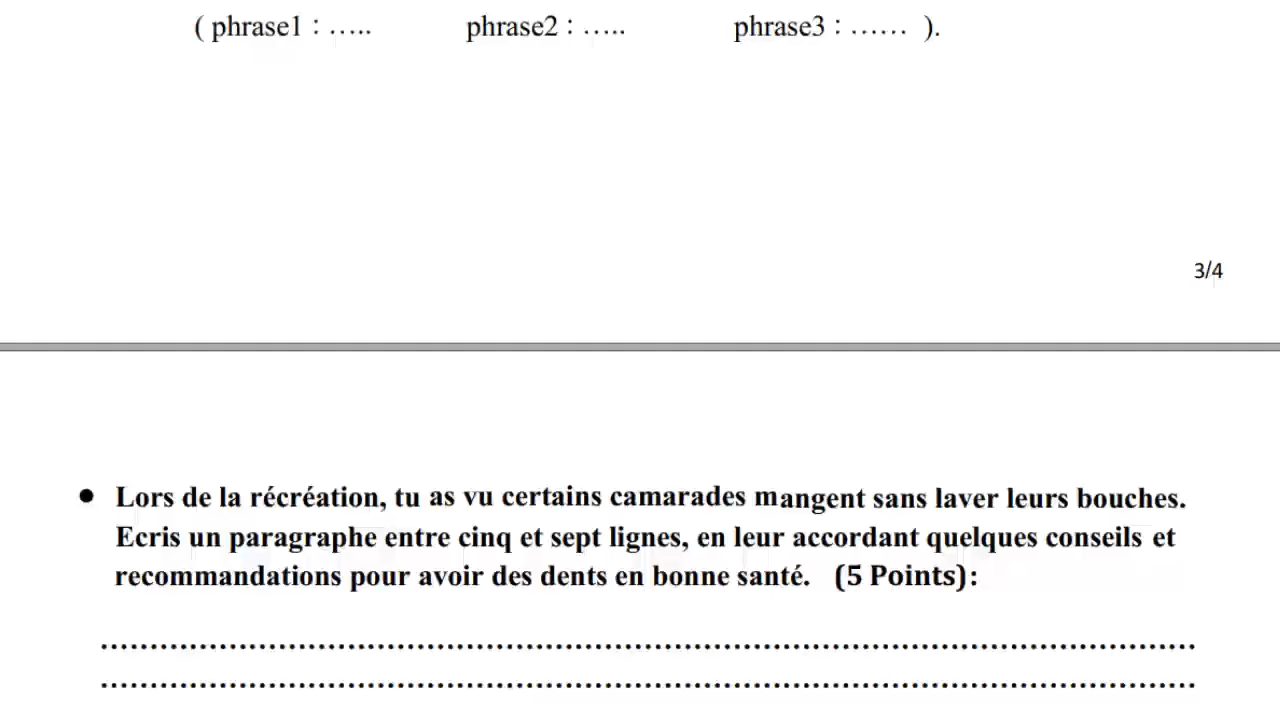 ( phrase1 : ..... phrase2 : ..... phrase3 : ...... ).
3/4
• Lors de la récréation, tu as vu certains camarades mangent sans laver leurs bouches.
Ecris un paragraphe entre cinq et sept lignes, en leur accordant quelques conseils et
recommandations pour avoir des dents en bonne santé. (5 Points):
..............................................................................................................
..............................................................................................................